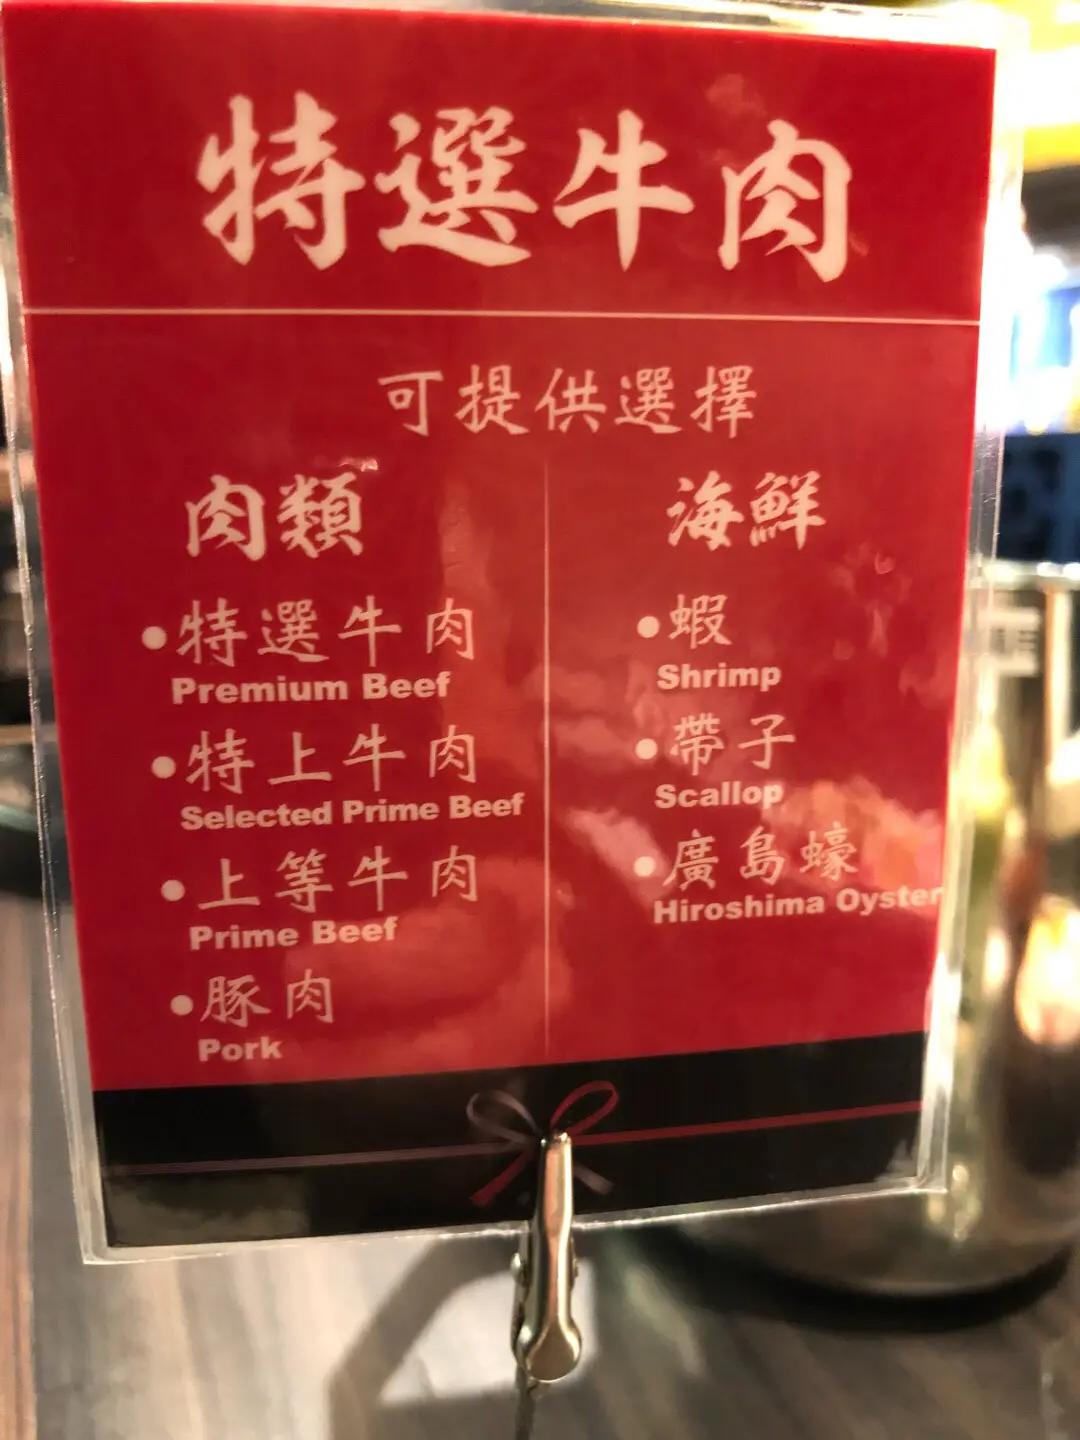 特選牛肉
可提供選擇
肉類
•特選牛肉
Premium Beef
•特上牛肉
Selected Prime Beef
•上等牛肉
Prime Beef
•豚肉
Pork
海鮮
•蝦
Shrimp
•帶子
Scallop
•廣島蠔
Hiroshima Oyster